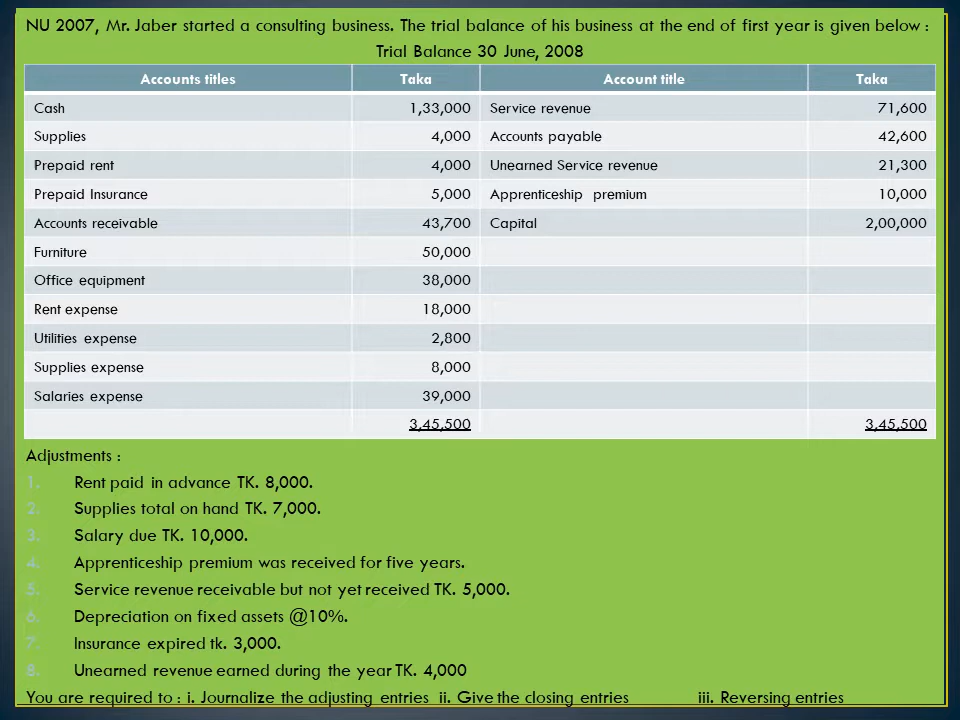 NU 2007, Mr. Jaber started a consulting business. The trial balance of his business at the end of first year is given below :
Trial Balance 30 June, 2008
Accounts titles Taka Account title Taka
Cash 1,33,000 Service revenue 71,600
Supplies 4,000 Accounts payable 42,600
Prepaid rent 4,000 Unearned Service revenue 21,300
Prepaid Insurance 5,000 Apprenticeship premium 10,000
Accounts receivable 43,700 Capital 2,00,000
Furniture 50,000
Office equipment 38,000
Rent expense 18,000
Utilities expense 2,800
Supplies expense 8,000
Salaries expense 39,000
3,45,500 3,45,500
Adjustments :
1. Rent paid in advance TK. 8,000.
2. Supplies total on hand TK. 7,000.
3. Salary due TK. 10,000.
4. Apprenticeship premium was received for five years.
5. Service revenue receivable but not yet received TK. 5,000.
6. Depreciation on fixed assets @10%.
7. Insurance expired tk. 3,000.
8. Unearned revenue earned during the year TK. 4,000
You are required to : i. Journalize the adjusting entries ii. Give the closing entries iii. Reversing entries